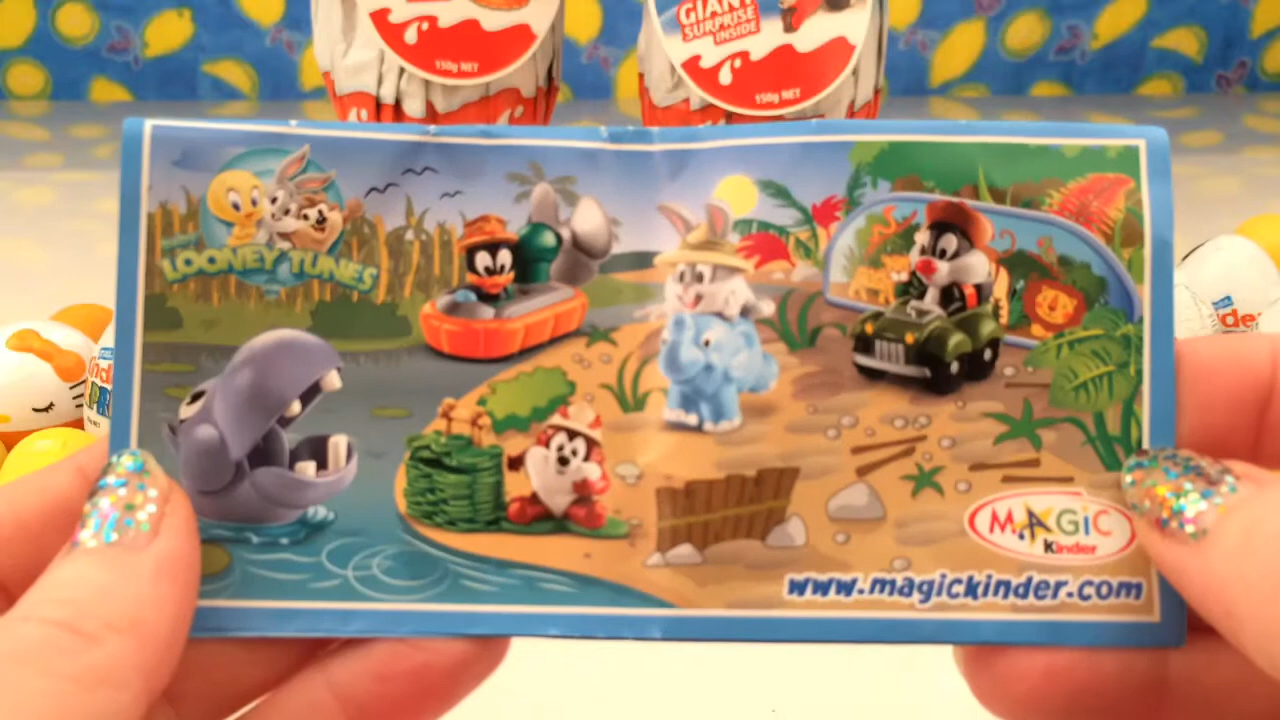 150g NET
GIANT
SURPRISE
INSIDE
150g NET
LOONEY TUNES
MAGIC
Kinder
www.magickinder.com